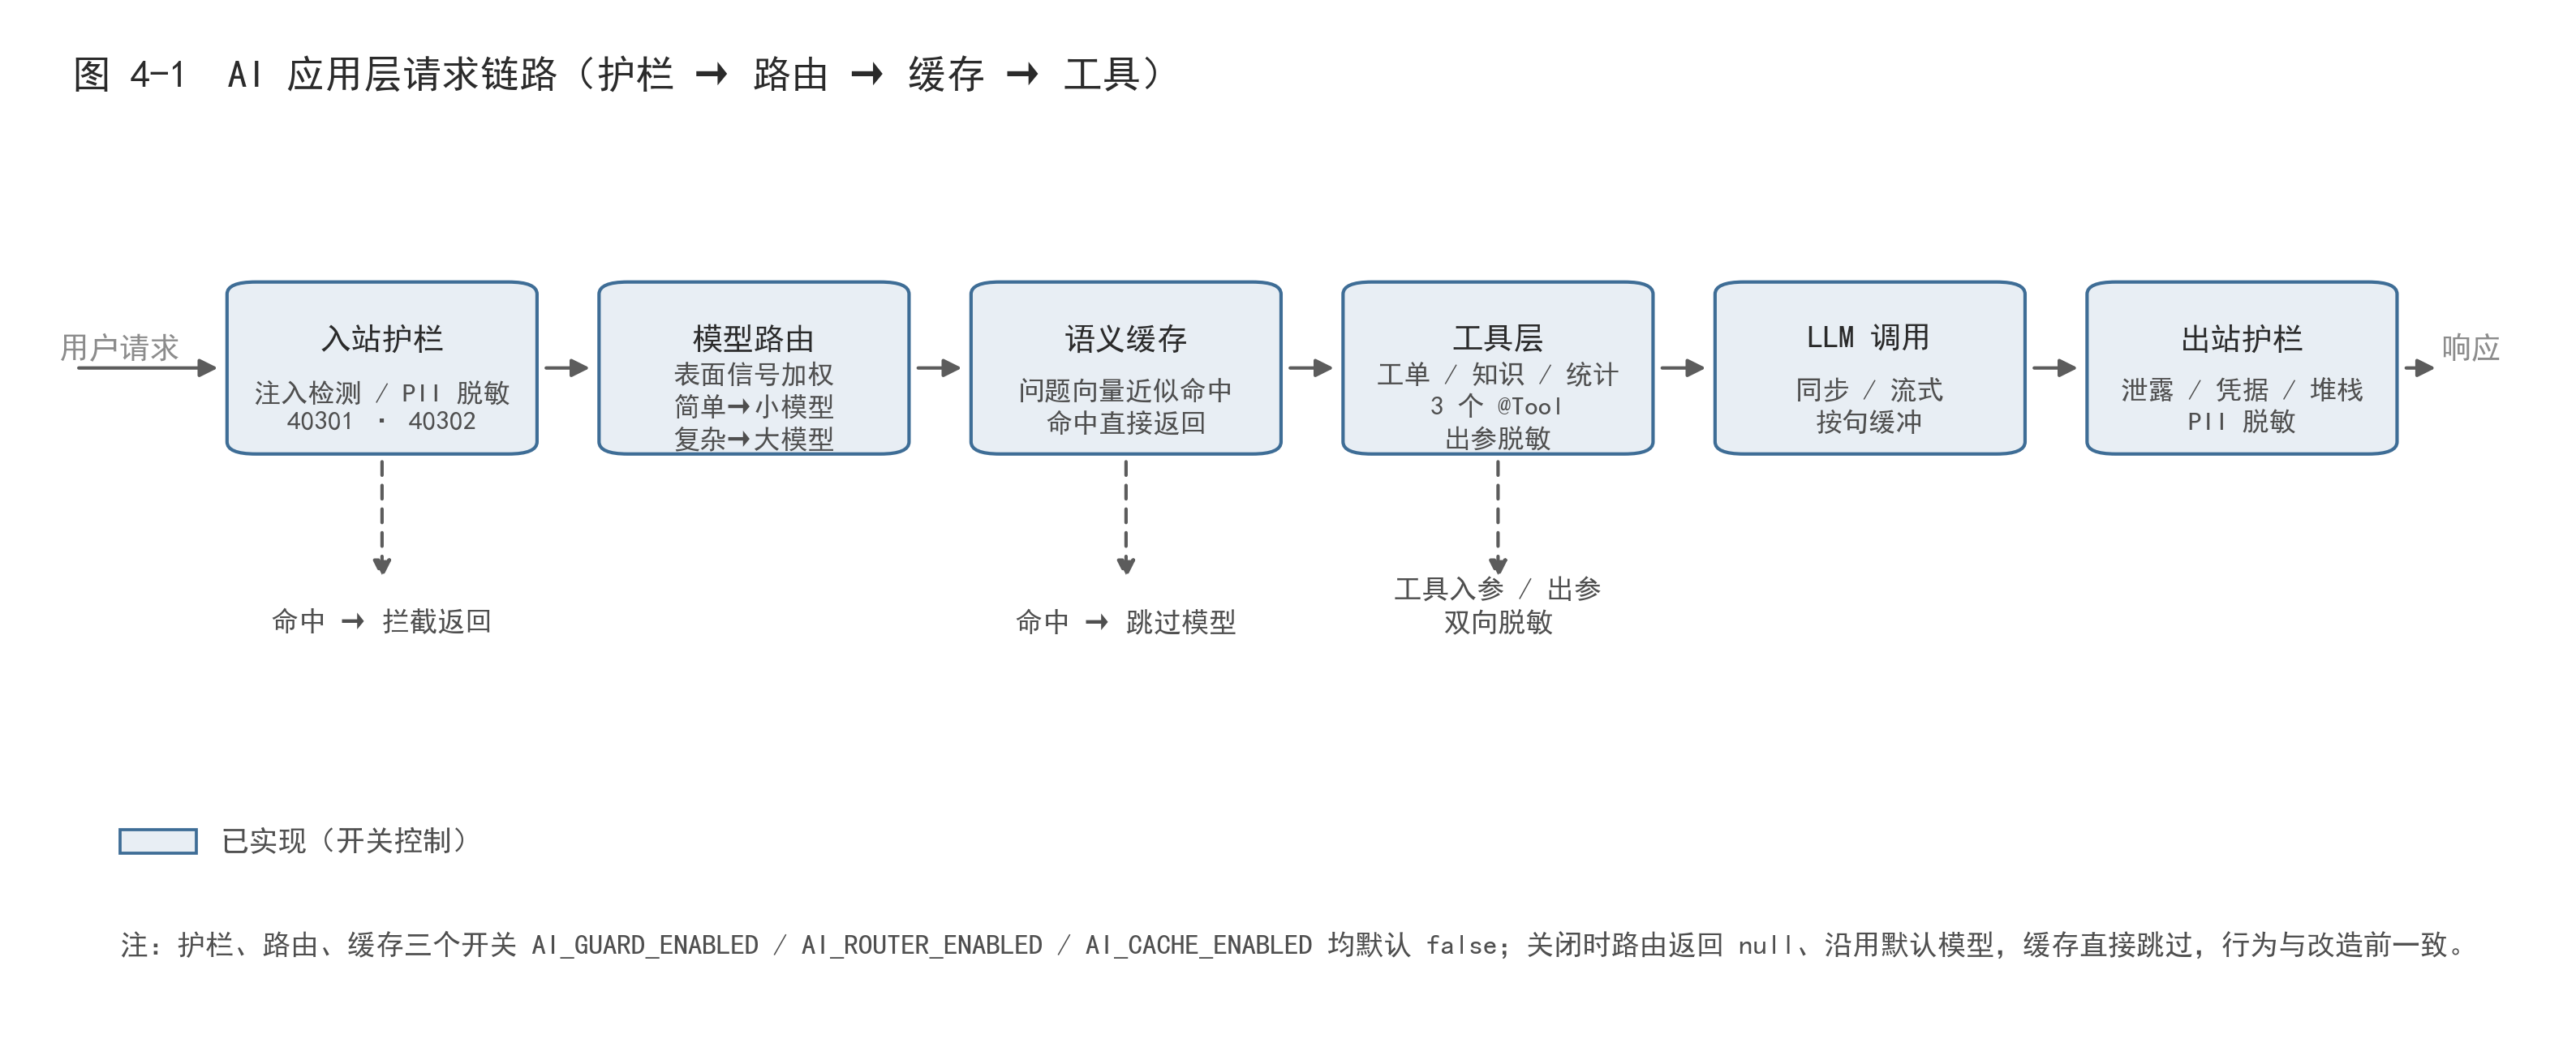 图 4-1 AI 应用层请求链路（护栏 → 路由 → 缓存 → 工具）
用户请求
入站护栏
注入检测 / PII 脱敏
40301 · 40302
模型路由
表面信号加权
简单→小模型
复杂→大模型
语义缓存
问题向量近似命中
命中直接返回
工具层
工单 / 知识 / 统计
3 个 @Tool
出参脱敏
LLM 调用
同步 / 流式
按句缓冲
出站护栏
泄露 / 凭据 / 堆栈
PII 脱敏
响应
命中 → 拦截返回
命中 → 跳过模型
工具入参 / 出参
双向脱敏
已实现（开关控制）
注：护栏、路由、缓存三个开关 AI_GUARD_ENABLED / AI_ROUTER_ENABLED / AI_CACHE_ENABLED 均默认 false；关闭时路由返回 null、沿用默认模型，缓存直接跳过，行为与改造前一致。